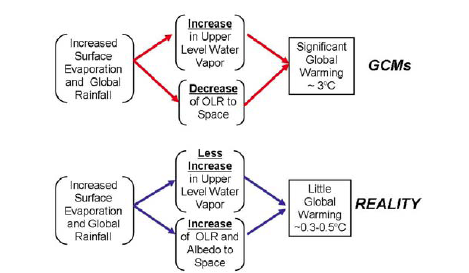 Increased
Surface
Evaporation
and Global
Rainfall
Increase
in Upper
Level Water
Vapor
Decrease
of OLR to
Space
Significant
Global
Warming
~ 3°C
GCMs
Increased
Surface
Evaporation
and Global
Rainfall
Less
Increase
in Upper
Level Water
Vapor
Increase
of OLR and
Albedo to
Space
Little
Global
Warming
~0.3-0.5°C
REALITY